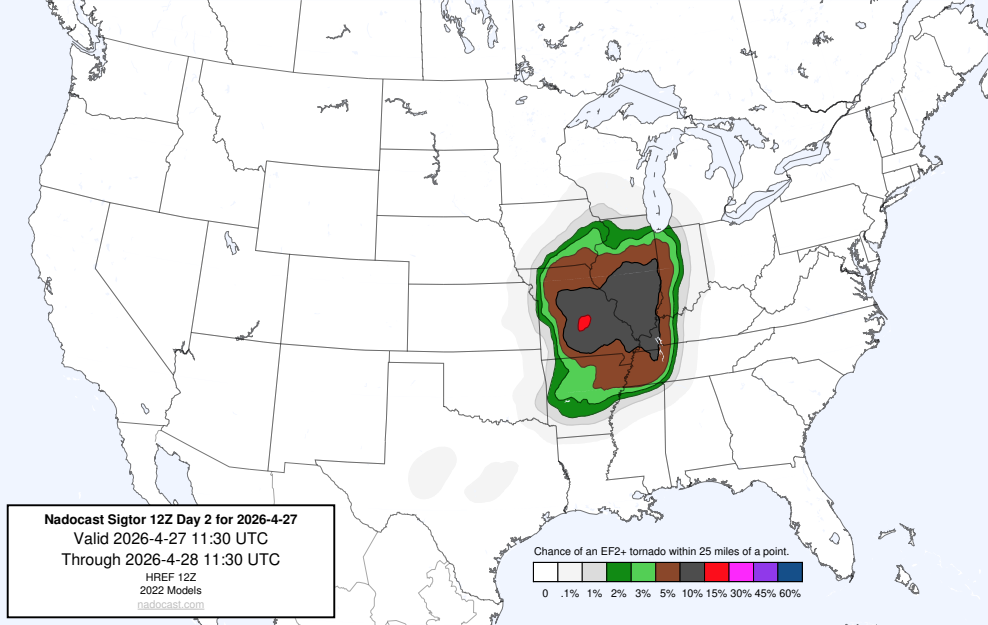 Nadocast Sigtor 12Z Day 2 for 2026-4-27
Valid 2026-4-27 11:30 UTC
Through 2026-4-28 11:30 UTC
HREF 12Z
2022 Models
nadocast.com
Chance of an EF2+ tornado within 25 miles of a point.
0 .1% 1% 2% 3% 5% 10% 15% 30% 45% 60%